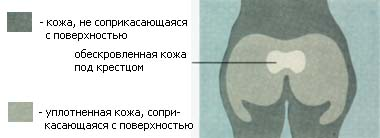 - кожа, не соприкасающаяся
с поверхностью
обескровленная кожа
под крестцом
- уплотненная кожа, сопри-
касающаяся с поверхностью